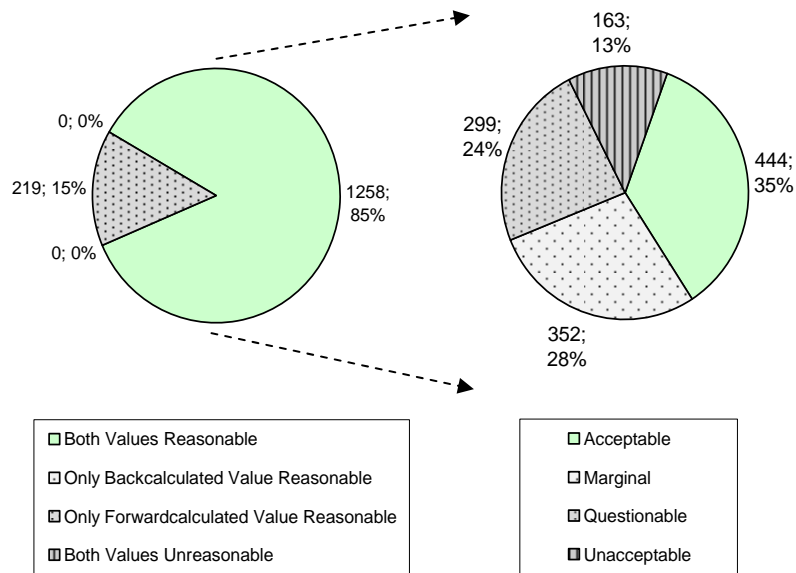 163;
13%
0; 0%
299;
24%
444;
35%
219; 15%
1258;
85%
0; 0%
352;
28%
Both Values Reasonable
Only Backcalculated Value Reasonable
Only Forwardcalculated Value Reasonable
Both Values Unreasonable
Acceptable
Marginal
Questionable
Unacceptable